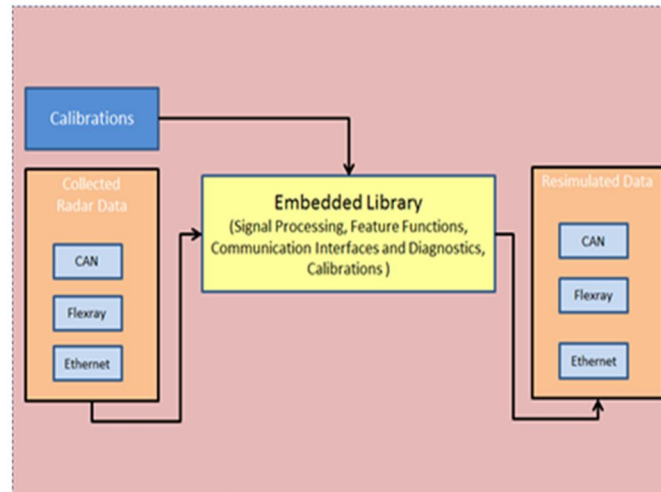 Calibrations
Collected
Radar Data
CAN
Flexray
Ethernet
Embedded Library
(Signal Processing, Feature Functions,
Communication Interfaces and Diagnostics,
Calibrations )
Resimulated Data
CAN
Flexray
Ethernet